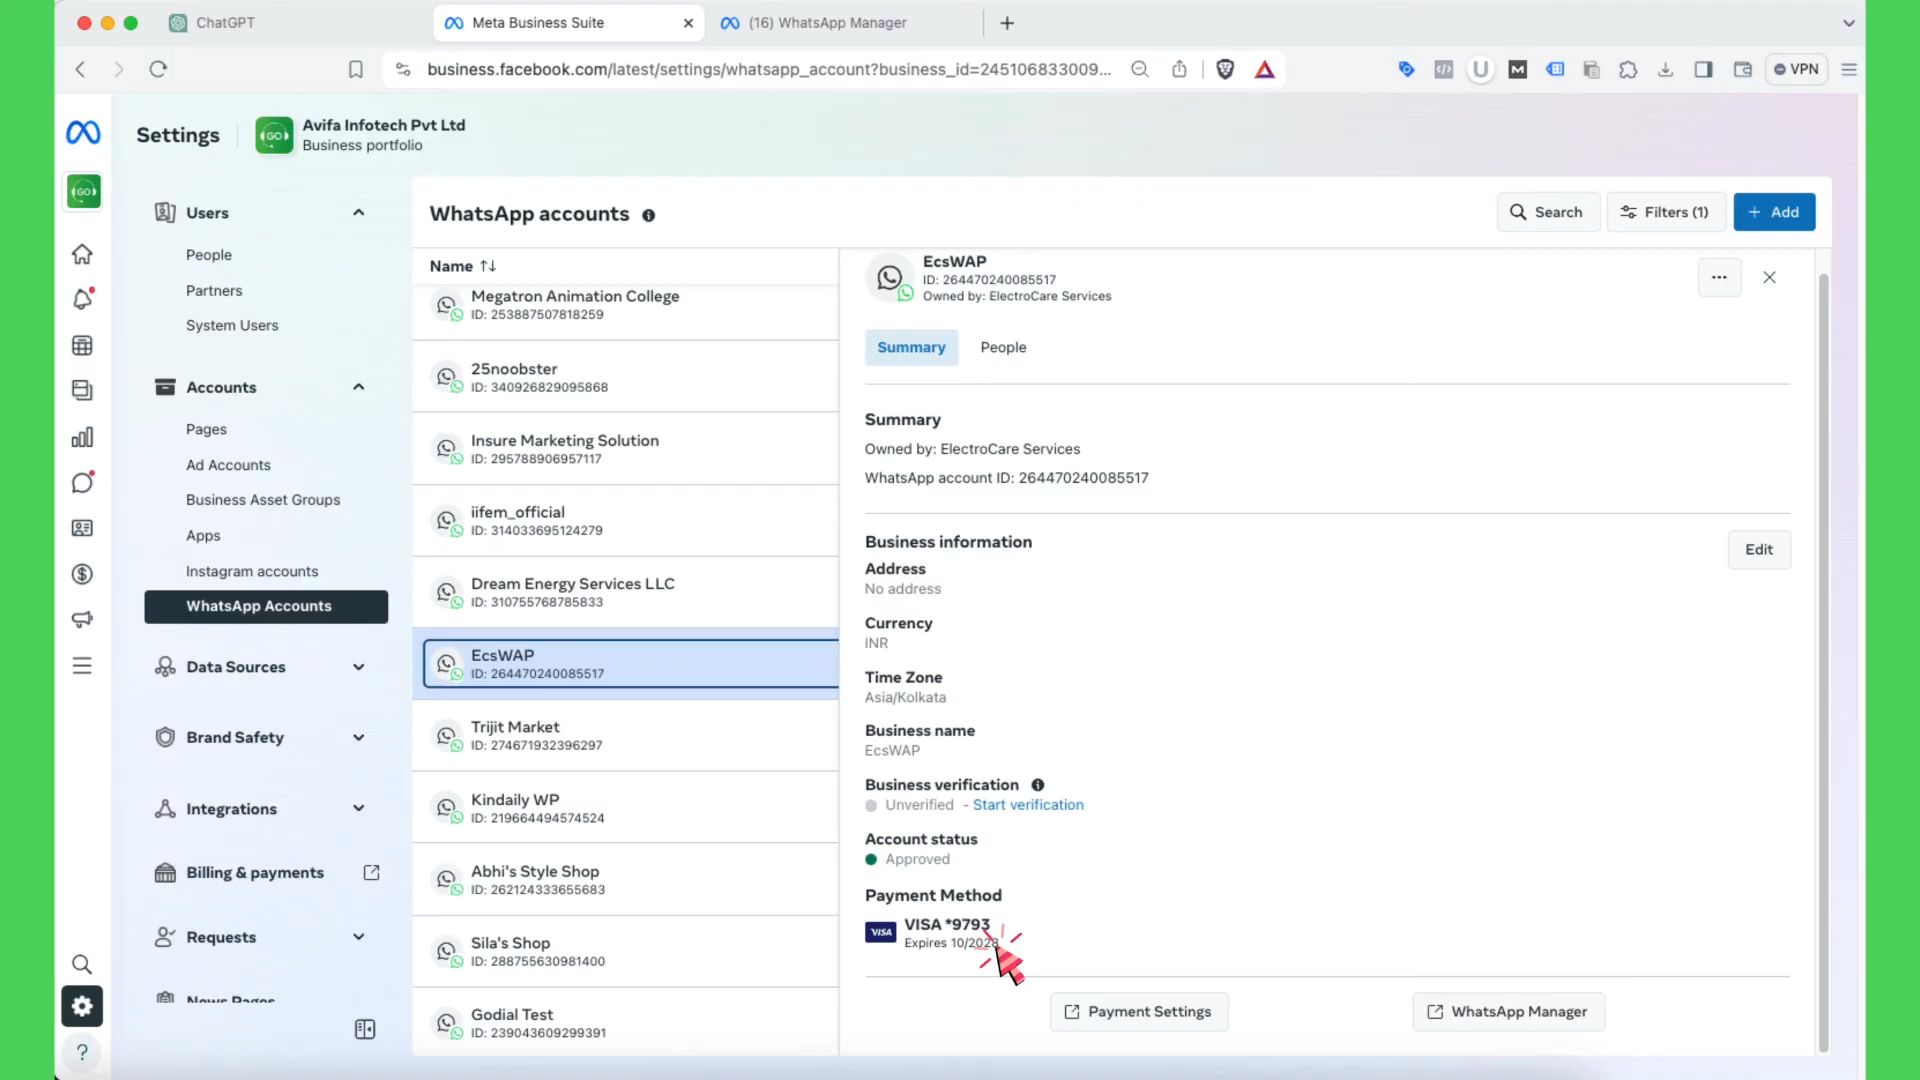 ChatGPT
Meta Business Suite
(16) WhatsApp Manager
business.facebook.com/latest/settings/whatsapp_account?business_id=245106833009...
VPN
Settings
GO
Avifa Infotech Pvt Ltd
Business portfolio
GO
Users
People
Partners
System Users
Accounts
Pages
Ad Accounts
Business Asset Groups
Apps
Instagram accounts
WhatsApp Accounts
Data Sources
Brand Safety
Integrations
Billing & payments
Requests
News Pages
WhatsApp accounts
Search
Filters (1)
+ Add
Name
Megatron Animation College
ID: 253887507818259
25noobster
ID: 340926829095868
Insure Marketing Solution
ID: 295788906957117
iifem_official
ID: 314033695124279
Dream Energy Services LLC
ID: 310755768785833
EcsWAP
ID: 264470240085517
Trijit Market
ID: 274671932396297
Kindaily WP
ID: 219664494574524
Abhi's Style Shop
ID: 262124333655683
Sila's Shop
ID: 288755630981400
Godial Test
ID: 239043609299391
EcsWAP
ID: 264470240085517
Owned by: ElectroCare Services
Summary
People
Summary
Owned by: ElectroCare Services
WhatsApp account ID: 264470240085517
Business information
Edit
Address
No address
Currency
INR
Time Zone
Asia/Kolkata
Business name
EcsWAP
Business verification
Unverified - Start verification
Account status
Approved
Payment Method
VISA
VISA *9793
Expires 10/2028
Payment Settings
WhatsApp Manager